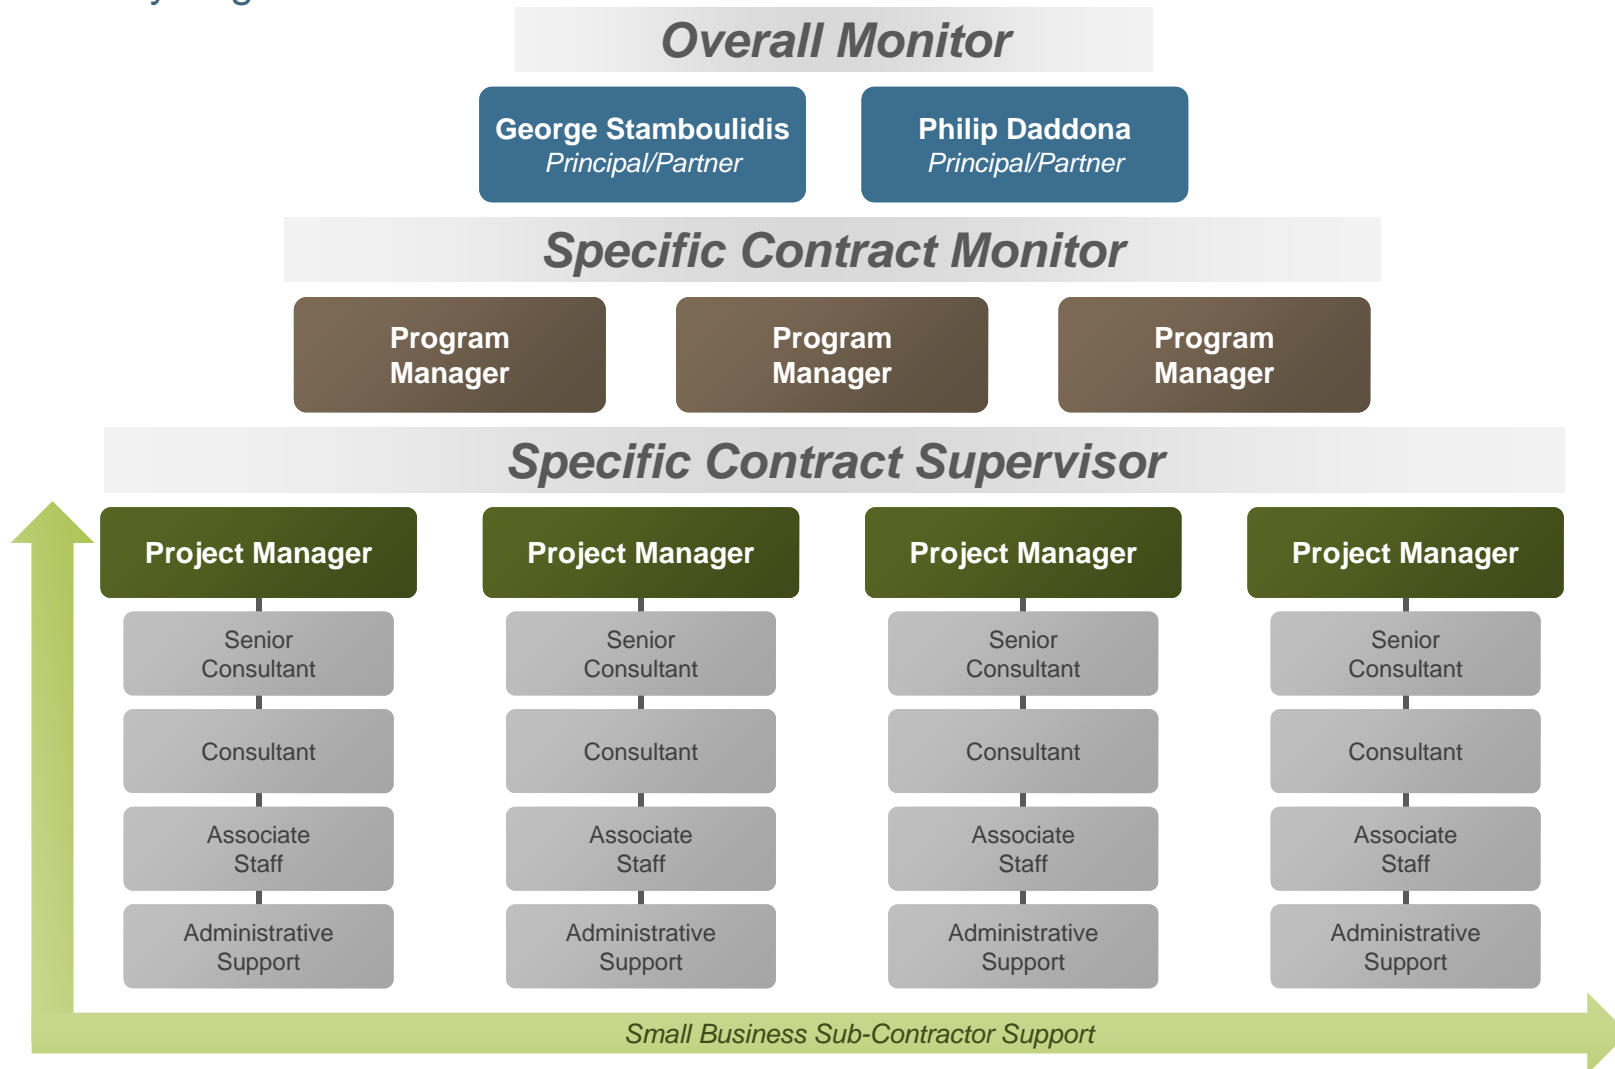 Overall Monitor
George Stamboulidis
Principal/Partner
Philip Daddona
Principal/Partner
Specific Contract Monitor
Program
Manager
Program
Manager
Program
Manager
Specific Contract Supervisor
Project Manager
Project Manager
Project Manager
Project Manager
Senior
Consultant
Senior
Consultant
Senior
Consultant
Senior
Consultant
Consultant
Consultant
Consultant
Consultant
Associate
Staff
Associate
Staff
Associate
Staff
Associate
Staff
Administrative
Support
Administrative
Support
Administrative
Support
Administrative
Support
Small Business Sub-Contractor Support